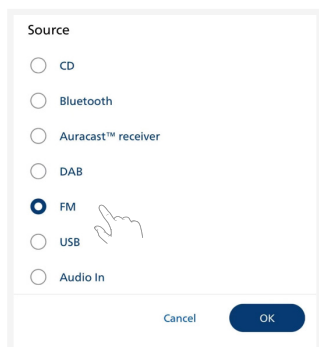 Source
CD
Bluetooth
Auracast™ receiver
DAB
FM
USB
Audio In
Cancel OK